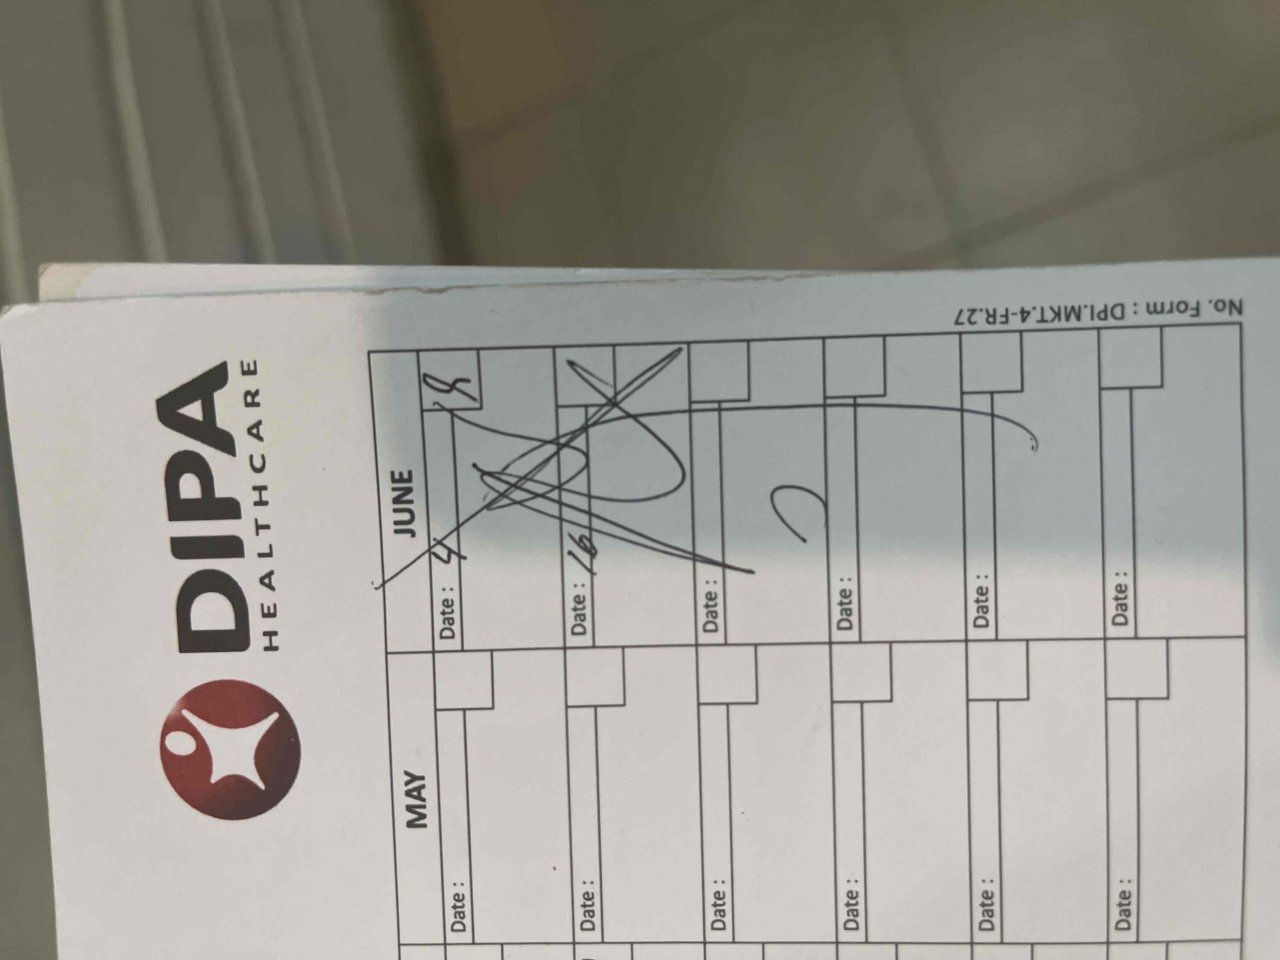 DIPA
HEALTHCARE
MAY
JUNE
Date :
Date : 4
Date :
Date : 16
Date :
Date :
Date :
Date :
Date :
Date :
Date :
Date :
No. Form : DPI.MKT.4-FR.27